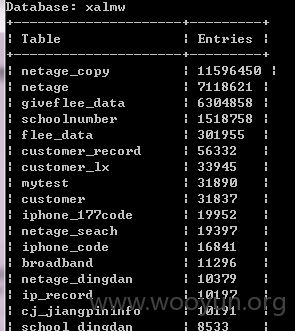 Database: xalmw
+---------------------+----------+
| Table | Entries |
+---------------------+----------+
| netage_copy | 11596450 |
| netage | 7118621 |
| giveflee_data | 6304858 |
| schoolnumber | 1518758 |
| flee_data | 301955 |
| customer_record | 56332 |
| customer_lx | 33945 |
| mytest | 31890 |
| customer | 31837 |
| iphone_177code | 19952 |
| netage_seach | 19397 |
| iphone_code | 16841 |
| broadband | 11296 |
| netage_dingdan | 10379 |
| ip_record | 10197 |
| cj_jiangpininfo | 10191 |
| school_dingdan | 8533
www.wooyun.org